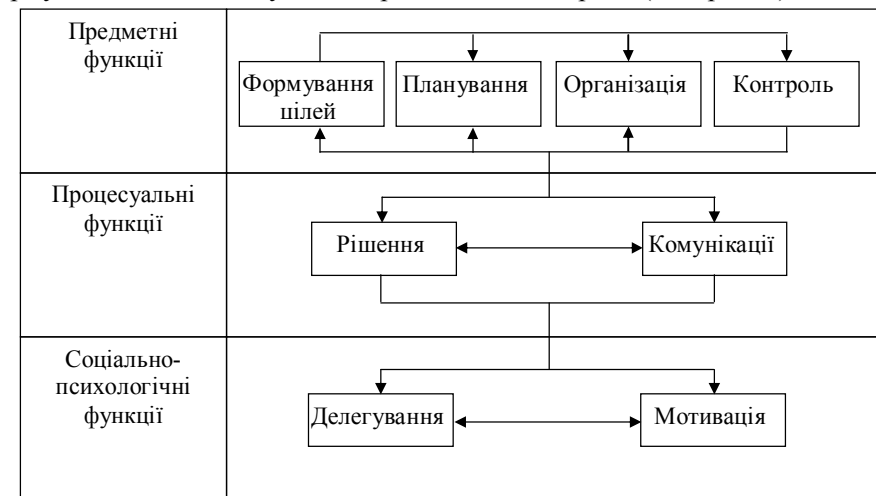 Предметні
функції
Формування
цілей
Планування
Організація
Контроль
Процесуальні
функції
Рішення
Комунікації
Соціально-
психологічні
функції
Делегування
Мотивація